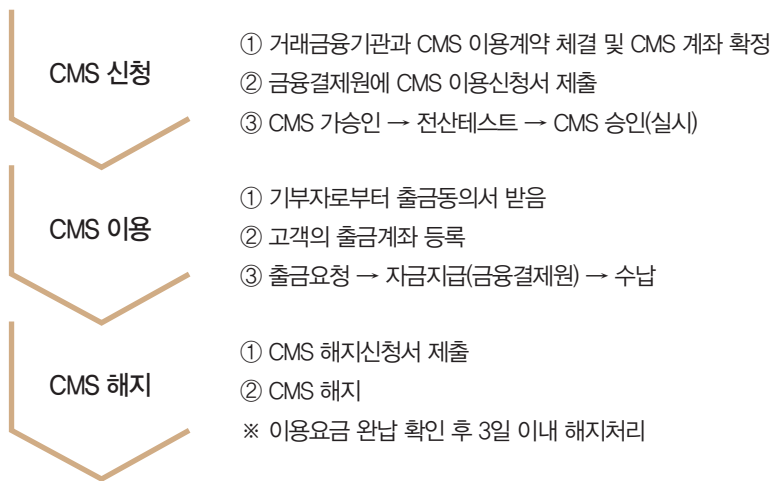 CMS 신청
① 거래금융기관과 CMS 이용계약 체결 및 CMS 계좌 확정
② 금융결제원에 CMS 이용신청서 제출
③ CMS 가승인 → 전산테스트 → CMS 승인(실시)
CMS 이용
① 기부자로부터 출금동의서 받음
② 고객의 출금계좌 등록
③ 출금요청 → 자금지급(금융결제원) → 수납
CMS 해지
① CMS 해지신청서 제출
② CMS 해지
※ 이용요금 완납 확인 후 3일 이내 해지처리